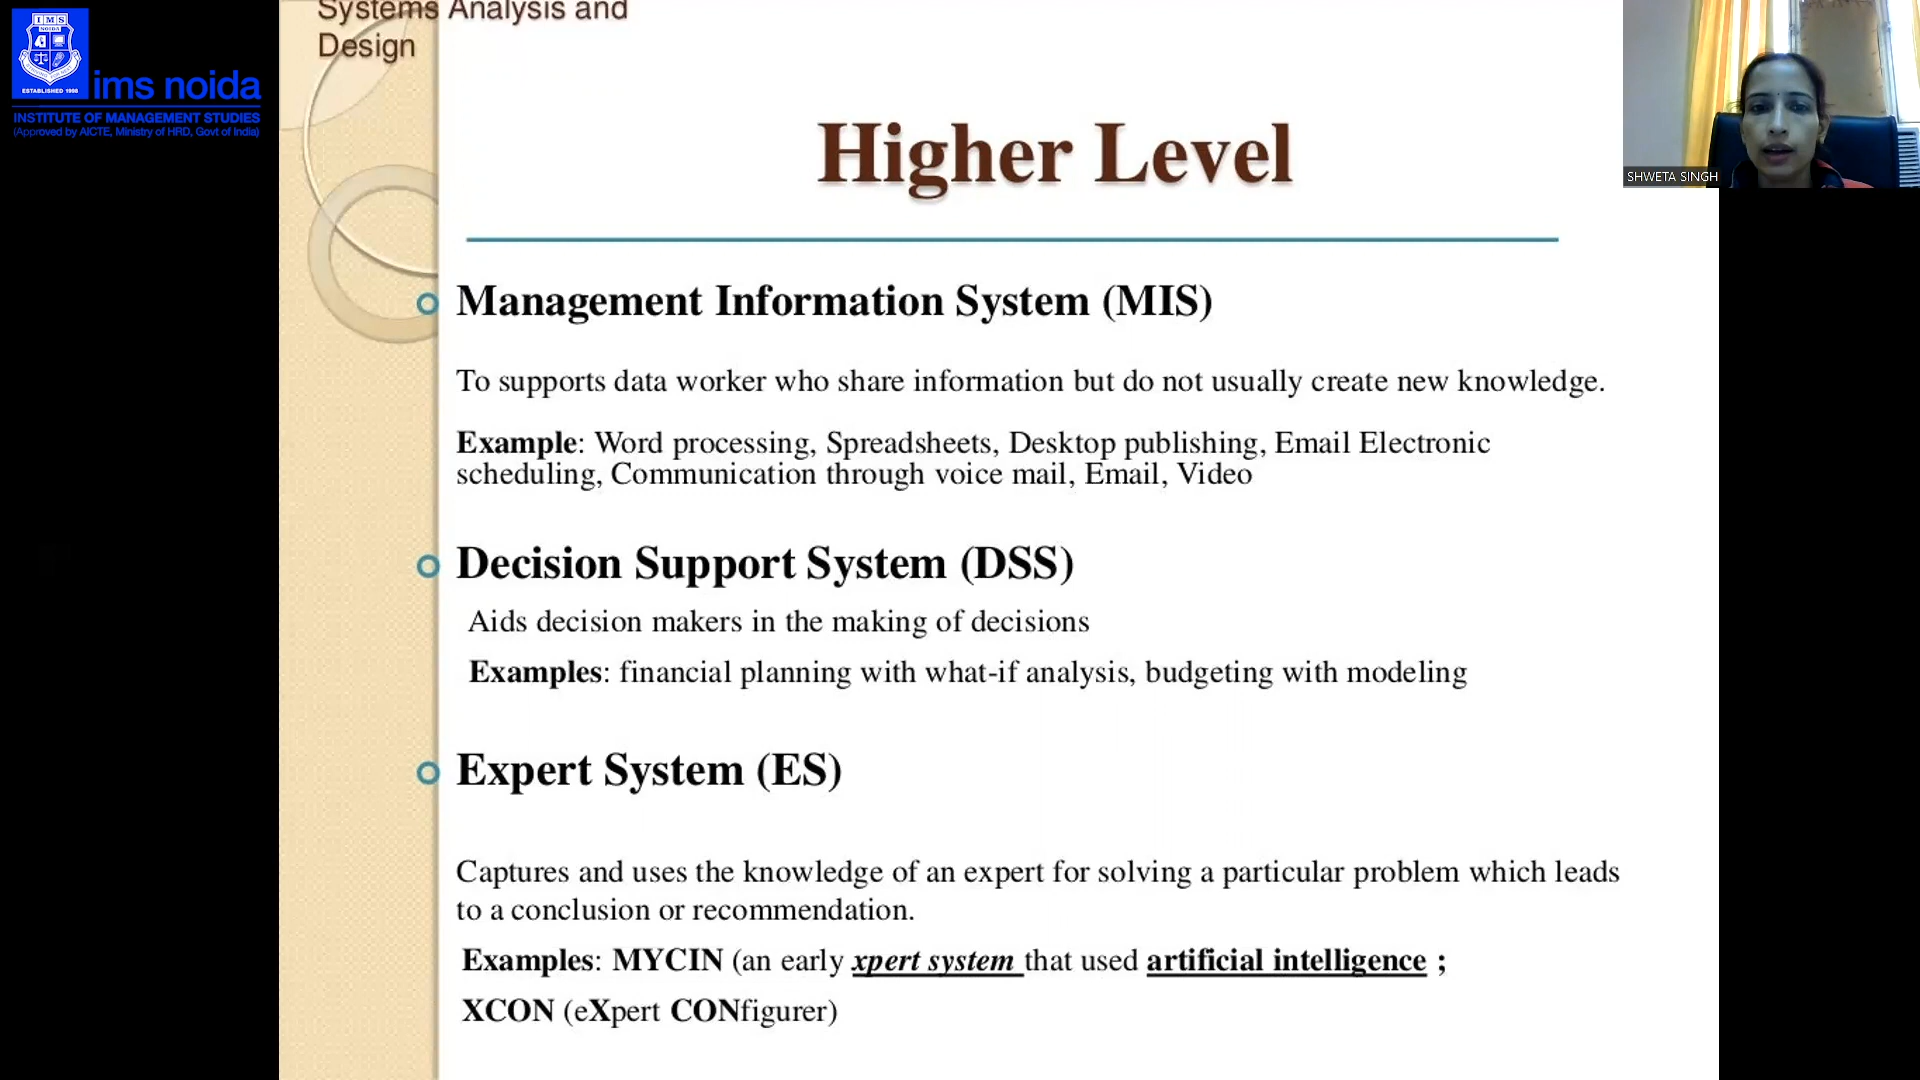 Systems Analysis and
Design
IMS
NOIDA
ESTABLISHED 1998
ims noida
INSTITUTE OF MANAGEMENT STUDIES
(Approved by AICTE, Ministry of HRD, Govt of India)
SHWETA SINGH
Higher Level
Management Information System (MIS)
To supports data worker who share information but do not usually create new knowledge.
Example: Word processing, Spreadsheets, Desktop publishing, Email Electronic
scheduling, Communication through voice mail, Email, Video
Decision Support System (DSS)
Aids decision makers in the making of decisions
Examples: financial planning with what-if analysis, budgeting with modeling
Expert System (ES)
Captures and uses the knowledge of an expert for solving a particular problem which leads
to a conclusion or recommendation.
Examples: MYCIN (an early xpert system that used artificial intelligence ;
XCON (eXpert CONfigurer)